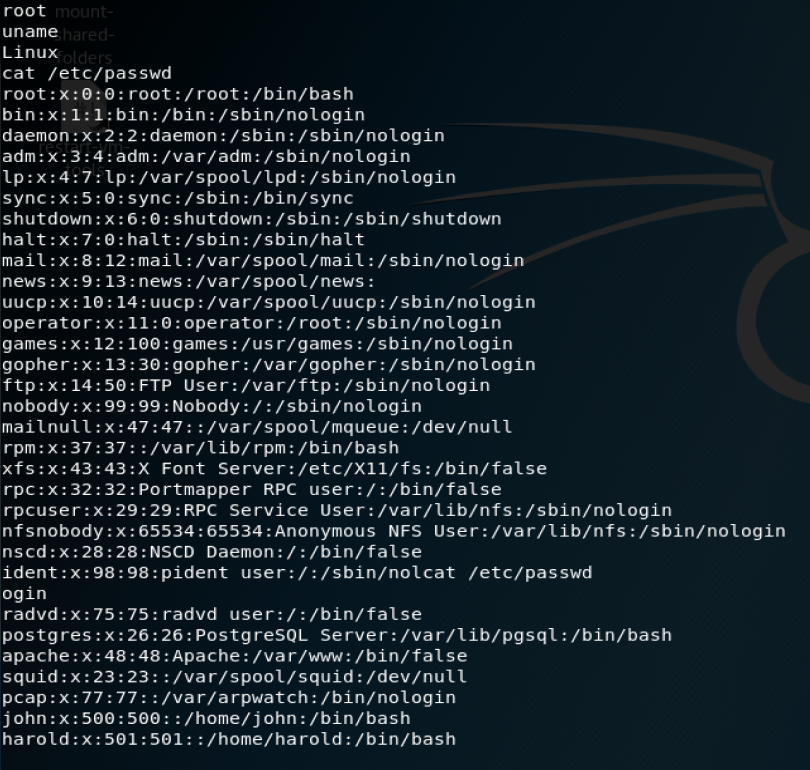 root
mount-
uname
shared-
Linux
folders
cat /etc/passwd
root:x:0:0:root:/root:/bin/bash
bin:x:1:1:bin:/bin:/sbin/nologin
daemon:x:2:2:daemon:/sbin:/sbin/nologin
adm:x:3:4:adm:/var/adm:/sbin/nologin
lp:x:4:7:lp:/var/spool/lpd:/sbin/nologin
sync:x:5:0:sync:/sbin:/bin/sync
shutdown:x:6:0:shutdown:/sbin:/sbin/shutdown
halt:x:7:0:halt:/sbin:/sbin/halt
mail:x:8:12:mail:/var/spool/mail:/sbin/nologin
news:x:9:13:news:/var/spool/news:
uucp:x:10:14:uucp:/var/spool/uucp:/sbin/nologin
operator:x:11:0:operator:/root:/sbin/nologin
games:x:12:100:games:/usr/games:/sbin/nologin
gopher:x:13:30:gopher:/var/gopher:/sbin/nologin
ftp:x:14:50:FTP User:/var/ftp:/sbin/nologin
nobody:x:99:99:Nobody:/:/sbin/nologin
mailnull:x:47:47::/var/spool/mqueue:/dev/null
rpm:x:37:37::/var/lib/rpm:/bin/bash
xfs:x:43:43:X Font Server:/etc/X11/fs:/bin/false
rpc:x:32:32:Portmapper RPC user:/:/bin/false
rpcuser:x:29:29:RPC Service User:/var/lib/nfs:/sbin/nologin
nfsnobody:x:65534:65534:Anonymous NFS User:/var/lib/nfs:/sbin/nologin
nscd:x:28:28:NSCD Daemon:/:/bin/false
ident:x:98:98:pident user:/:/sbin/nolcat /etc/passwd
ogin
radvd:x:75:75:radvd user:/:/bin/false
postgres:x:26:26:PostgreSQL Server:/var/lib/pgsql:/bin/bash
apache:x:48:48:Apache:/var/www:/bin/false
squid:x:23:23::/var/spool/squid:/dev/null
pcap:x:77:77::/var/arpwatch:/bin/nologin
john:x:500:500::/home/john:/bin/bash
harold:x:501:501::/home/harold:/bin/bash